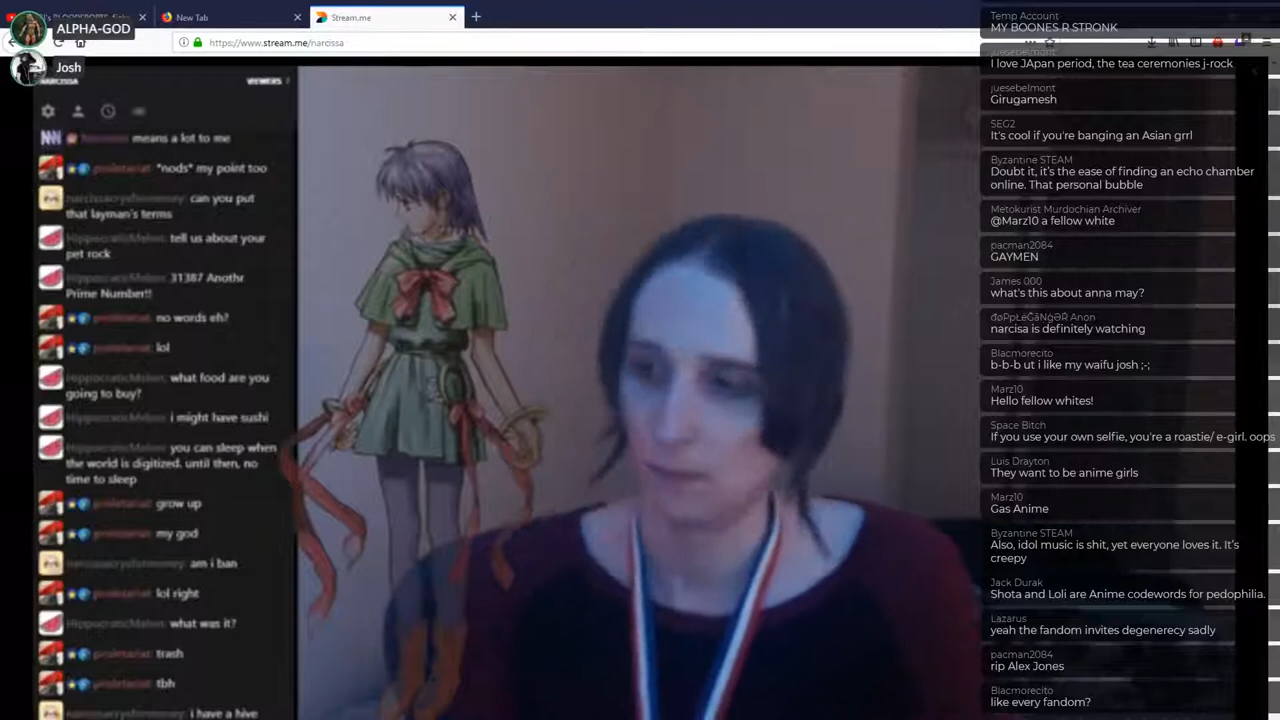 New Tab
Stream.me
ALPHA-GOD
https://www.stream.me/narcissa
Josh
means a lot to me
*nods* my point too
can you put
that layman's terms
tell us about your
pet rock
31387 Anothr
Prime Number!!
no words eh?
lol
what food are you
going to buy?
i might have sushi
you can sleep when
the world is digitized. until then, no
time to sleep
grow up
my god
am i ban
lol right
what was it?
trash
tbh
i have a hive
Temp Account
MY BOONES R STRONK
juesebelmont
I love JApan period, the tea ceremonies j-rock
juesebelmont
Girugamesh
SEG2
It's cool if you're banging an Asian grrl
Byzantine STEAM
Doubt it, it's the ease of finding an echo chamber
online. That personal bubble
Metokurist Murdochian Archiver
@Marz10 a fellow white
pacman2084
GAYMEN
James 000
what's this about anna may?
Anon
narcisa is definitely watching
Blacmorecito
b-b-b ut i like my waifu josh ;-;
Marz10
Hello fellow whites!
Space Bitch
If you use your own selfie, you're a roastie/ e-girl. oops
Luis Drayton
They want to be anime girls
Marz10
Gas Anime
Byzantine STEAM
Also, idol music is shit, yet everyone loves it. It's
creepy
Jack Durak
Shota and Loli are Anime codewords for pedophilia.
Lazarus
yeah the fandom invites degenerecy sadly
pacman2084
rip Alex Jones
Blacmorecito
like every fandom?